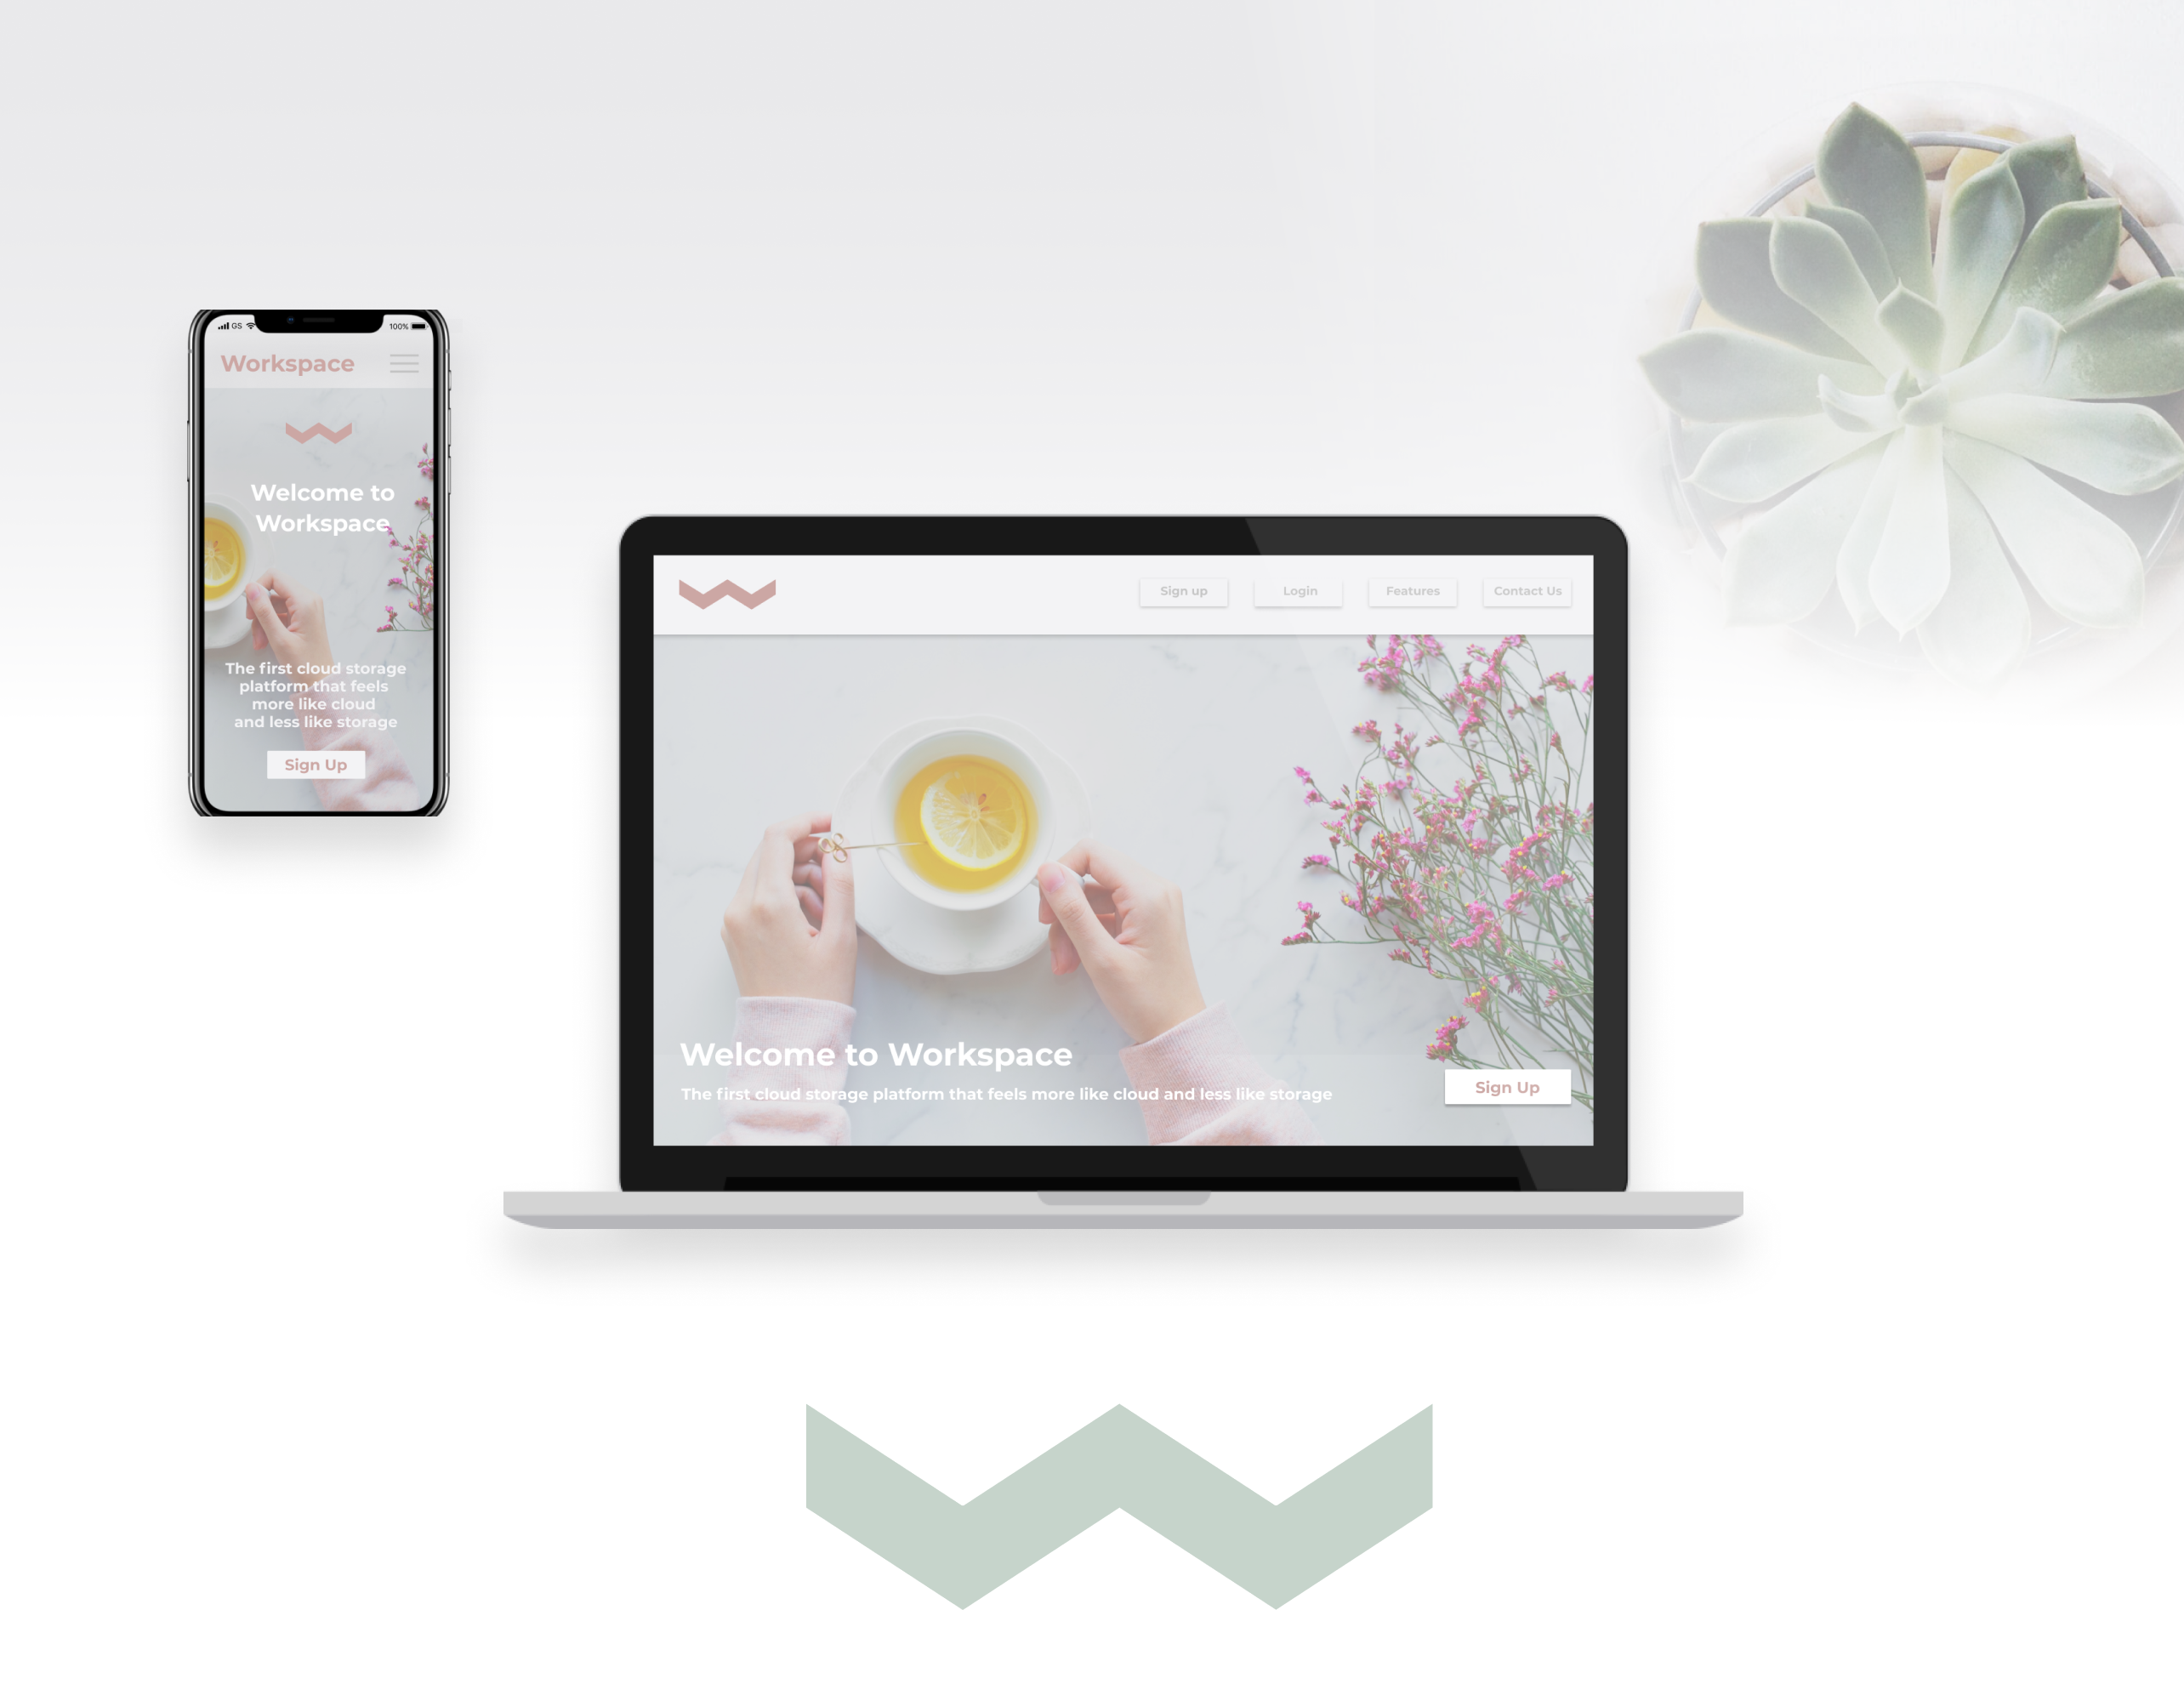 GS
100%
Workspace
Welcome to
Workspace
The first cloud storage
platform that feels
more like cloud
and less like storage
Sign Up
Sign up
Login
Features
Contact Us
Welcome to Workspace
The first cloud storage platform that feels more like cloud and less like storage
Sign Up